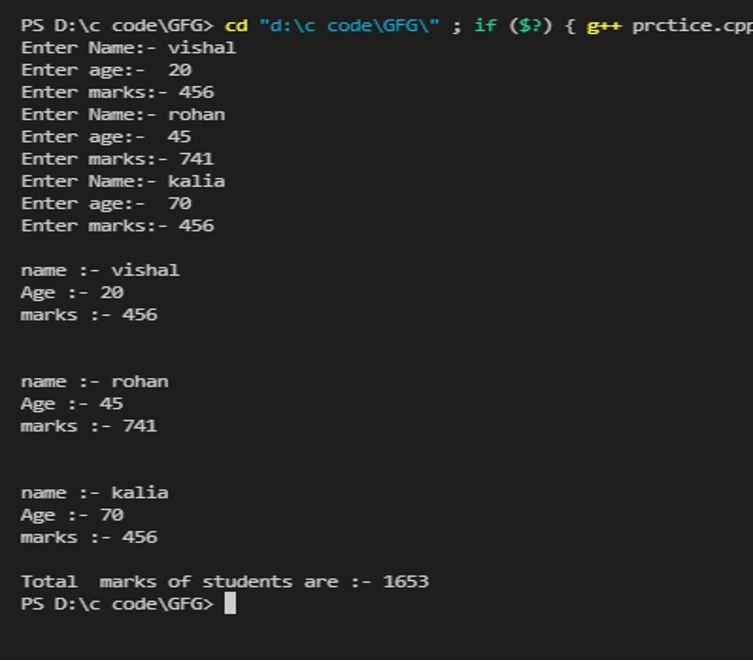 PS D:\c code\GFG> cd "d:\c code\GFG\" ; if ($?) { g++ prctice.cpp
Enter Name:- vishal
Enter age:-  20
Enter marks:- 456
Enter Name:- rohan
Enter age:-  45
Enter marks:- 741
Enter Name:- kalia
Enter age:-  70
Enter marks:- 456
name :- vishal
Age :- 20
marks :- 456
name :- rohan
Age :- 45
marks :- 741
name :- kalia
Age :- 70
marks :- 456
Total  marks of students are :- 1653
PS D:\c code\GFG>